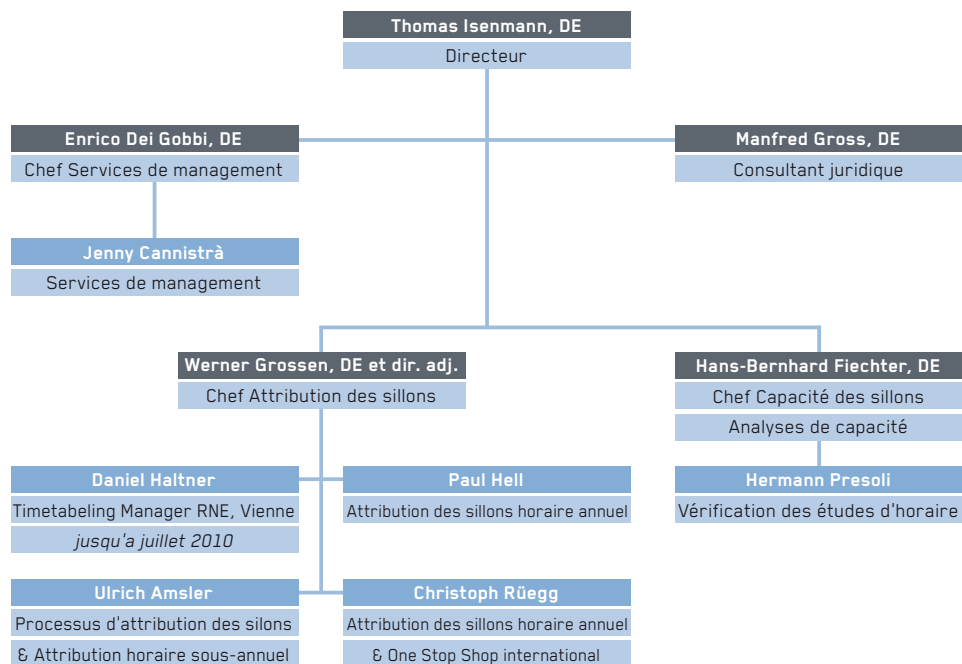 Thomas Isenmann, DE
Directeur
Enrico Dei Gobbi, DE
Chef Services de management
Manfred Gross, DE
Consultant juridique
Jenny Cannistrà
Services de management
Werner Grossen, DE et dir. adj.
Chef Attribution des sillons
Hans-Bernhard Fiechter, DE
Chef Capacité des sillons
Analyses de capacité
Daniel Haltner
Timetabeling Manager RNE, Vienne
jusqu'a juillet 2010
Paul Hell
Attribution des sillons horaire annuel
Hermann Presoli
Vérification des études d'horaire
Ulrich Amsler
Processus d'attribution des silons
& Attribution horaire sous-annuel
Christoph Rüegg
Attribution des sillons horaire annuel
& One Stop Shop international